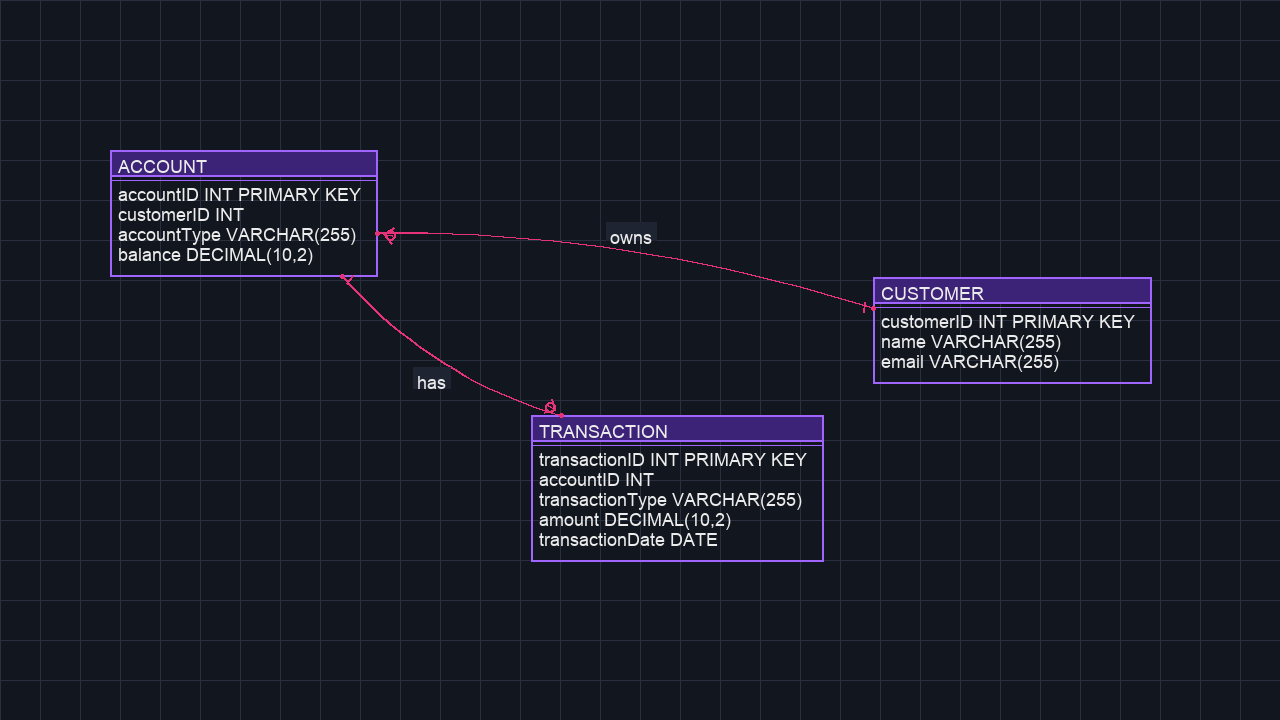 ACCOUNT
accountID INT PRIMARY KEY
customerID INT
accountType VARCHAR(255)
balance DECIMAL(10,2)
owns
CUSTOMER
customerID INT PRIMARY KEY
name VARCHAR(255)
email VARCHAR(255)
has
TRANSACTION
transactionID INT PRIMARY KEY
accountID INT
transactionType VARCHAR(255)
amount DECIMAL(10,2)
transactionDate DATE